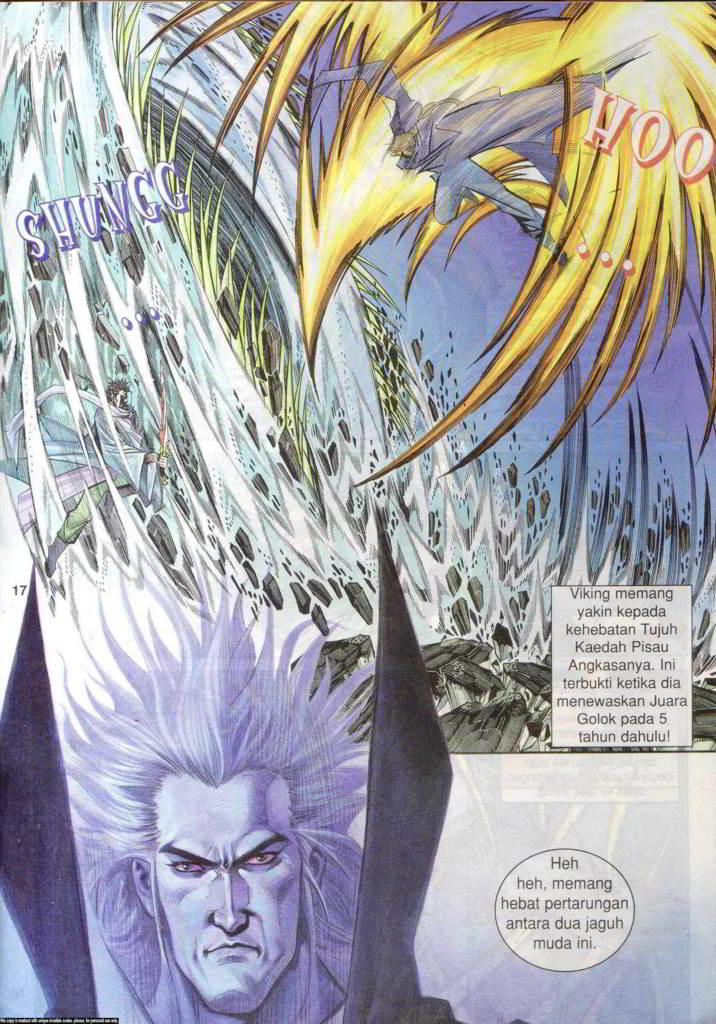 HOO
SHUNGG
...
...
17
Viking memang
yakin kepada
kehebatan Tujuh
Kaedah Pisau
Angkasanya. Ini
terbukti ketika dia
menewaskan Juara
Golok pada 5
tahun dahulu!
Heh
heh, memang
hebat pertarungan
antara dua jaguh
muda ini.